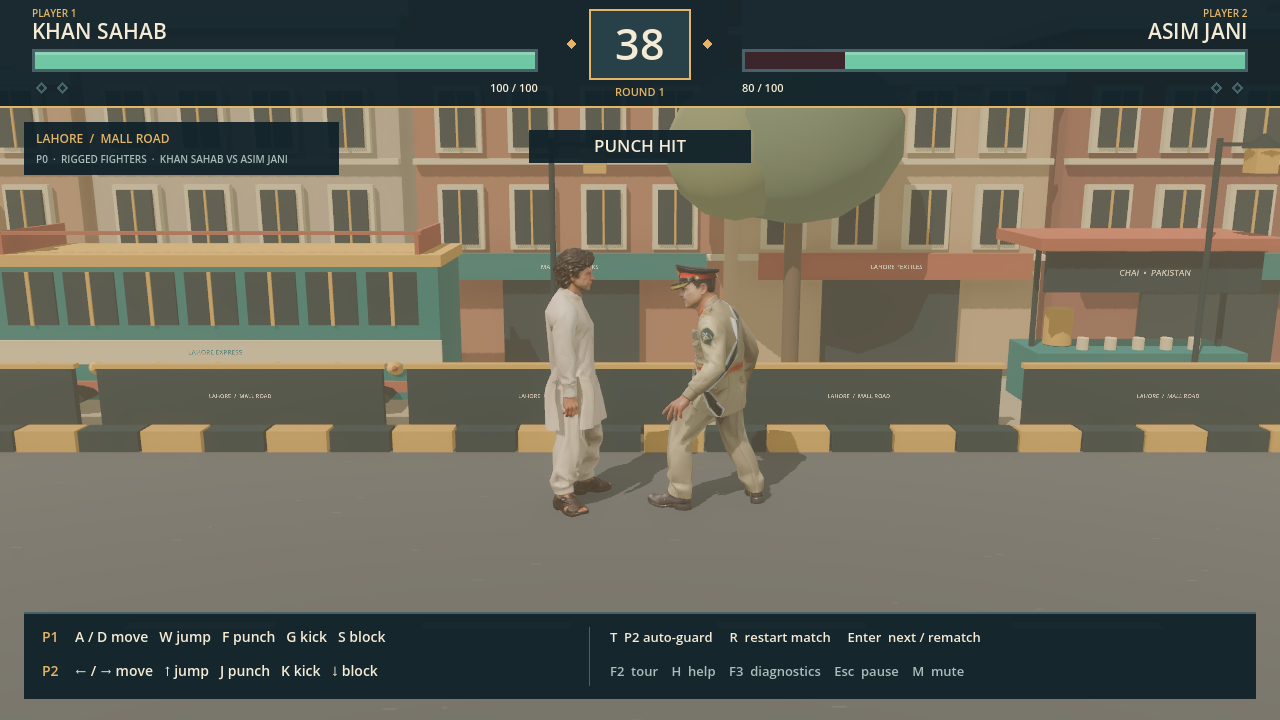 PLAYER 1
KHAN SAHAB
100 / 100
38
ROUND 1
PLAYER 2
ASIM JANI
80 / 100
LAHORE / MALL ROAD
P0 · RIGGED FIGHTERS · KHAN SAHAB VS ASIM JANI
PUNCH HIT
LAHORE TEXTILES
CHAI • PAKISTAN
LAHORE EXPRESS
LAHORE / MALL ROAD
LAHORE
LAHORE / MALL ROAD
LAHORE / MALL ROAD
P1 A / D move W jump F punch G kick S block
P2 ← / → move ↑ jump J punch K kick ↓ block
T P2 auto-guard R restart match Enter next / rematch
F2 tour H help F3 diagnostics Esc pause M mute